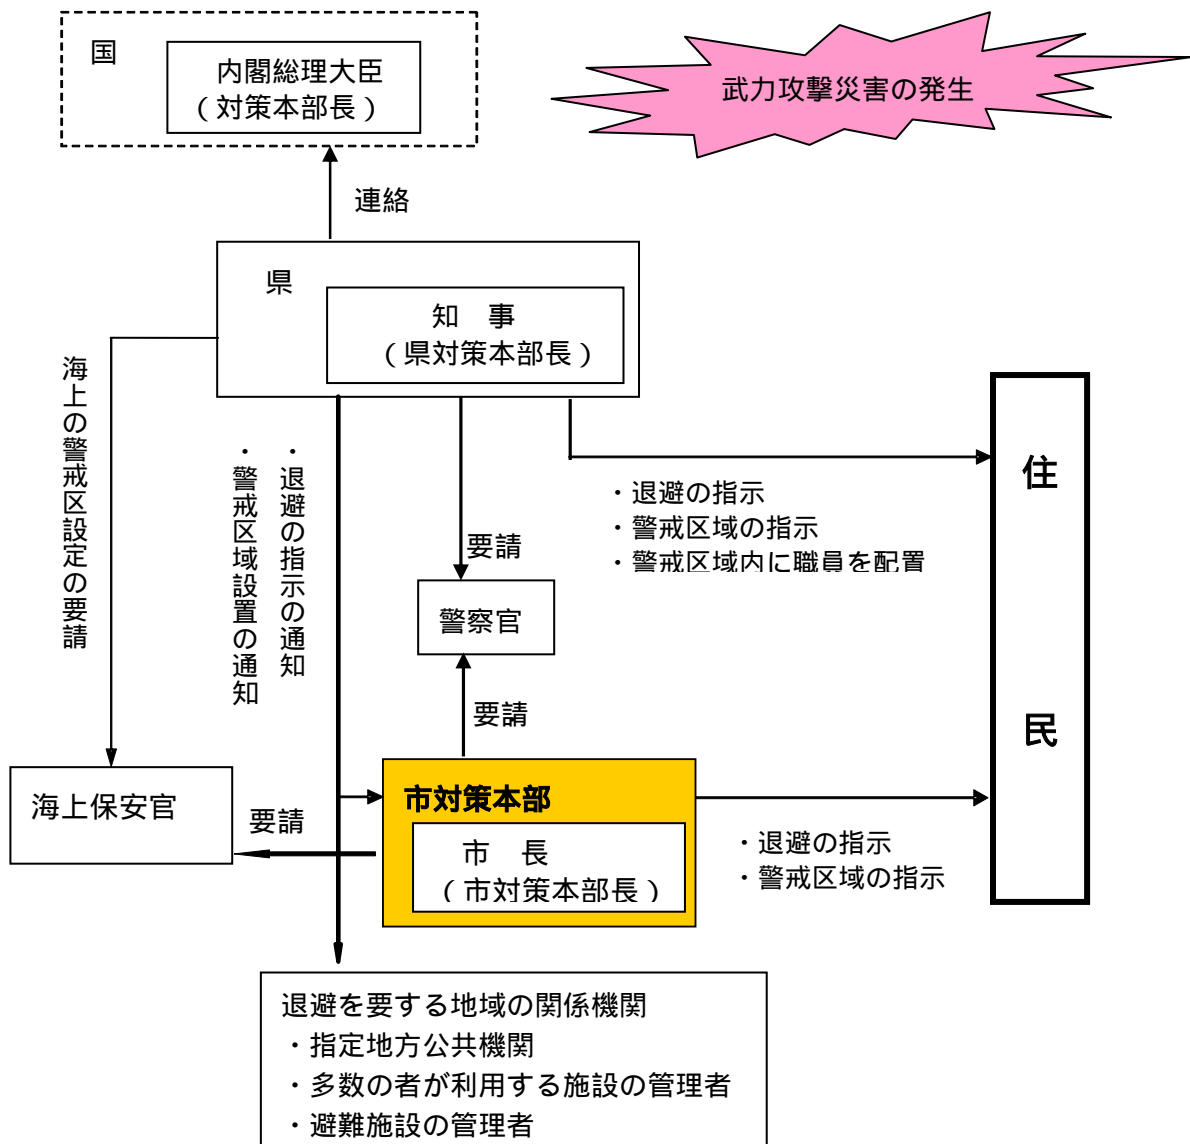 国
内閣総理大臣
（対策本部長）
武力攻撃災害の発生
連絡
県
知　事
（県対策本部長）
海上の警戒区設定の要請
・退避の指示の通知
・警戒区域設置の通知
・退避の指示
・警戒区域の指示
・警戒区域内に職員を配置
要請
警察官
要請
住民
海上保安官
要請
市対策本部
市　長
（市対策本部長）
・退避の指示
・警戒区域の指示
退避を要する地域の関係機関
・指定地方公共機関
・多数の者が利用する施設の管理者
・避難施設の管理者